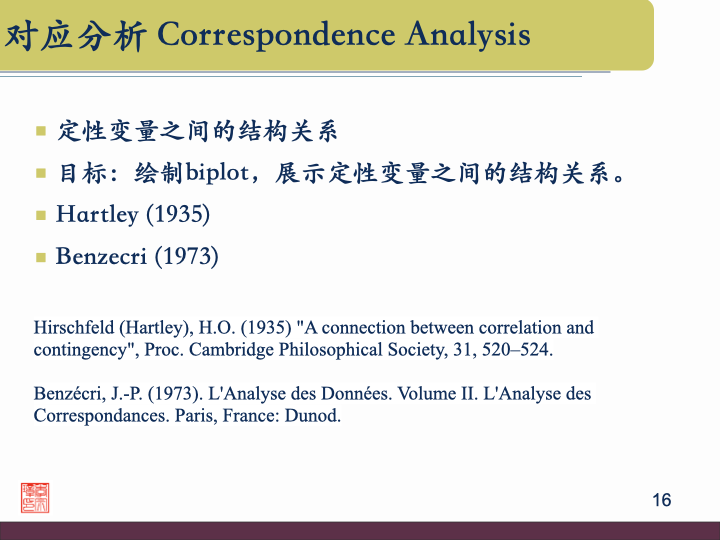 对应分析 Correspondence Analysis
定性变量之间的结构关系
目标：绘制biplot，展示定性变量之间的结构关系。
Hartley (1935)
Benzecri (1973)
Hirschfeld (Hartley), H.O. (1935) "A connection between correlation and
contingency", Proc. Cambridge Philosophical Society, 31, 520–524.
Benzécri, J.-P. (1973). L'Analyse des Données. Volume II. L'Analyse des
Correspondances. Paris, France: Dunod.
16